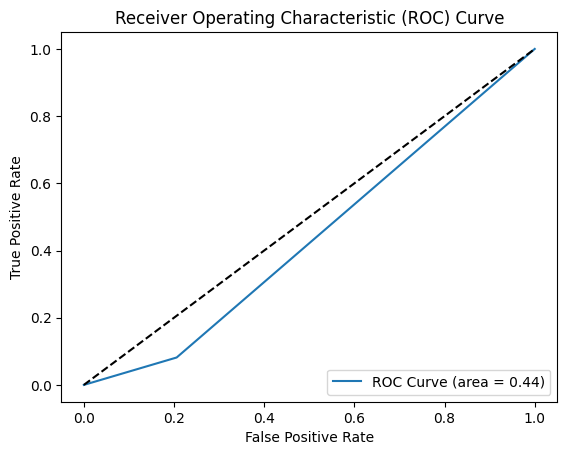 Receiver Operating Characteristic (ROC) Curve
1.0
0.8
0.6
0.4
0.2
0.0
True Positive Rate
ROC Curve (area = 0.44)
0.0 0.2 0.4 0.6 0.8 1.0
False Positive Rate